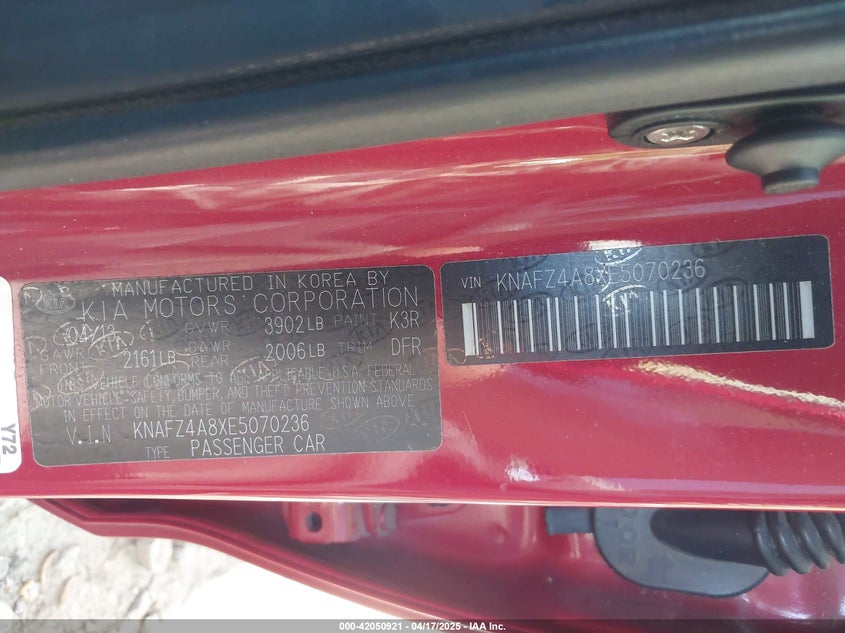 MANUFACTURED IN KOREA BY
KIA KIA MOTORS CORPORATION
04/13 GVWR 3902LB PAINT K3R
GAWR FRONT 2161LB GAWR REAR 2006LB TRIM DFR
THIS VEHICLE CONFORMS TO ALL APPLICABLE U.S.A. FEDERAL
MOTOR VEHICLE SAFETY, BUMPER, AND THEFT PREVENTION STANDARDS
IN EFFECT ON THE DATE OF MANUFACTURE SHOWN ABOVE
V.I.N KNAFZ4A8XE5070236
TYPE PASSENGER CAR
VIN KNAFZ4A8XE5070236
Y72
000-42050921 - 04/17/2025 - IAA Inc.